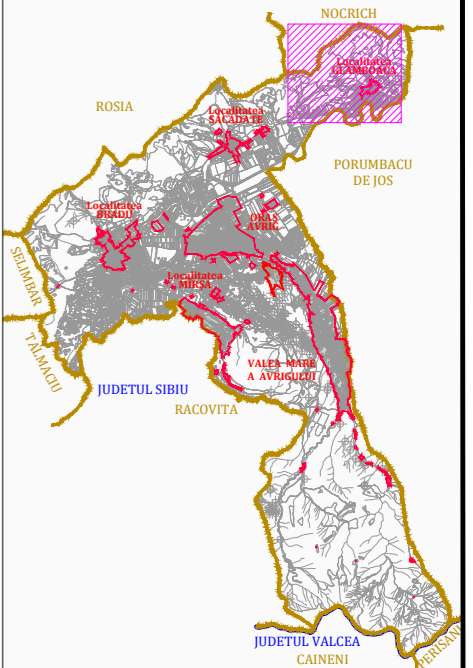 NOCRICH
Localitatea
GLAMBOACA
ROSIA
Localitatea
SACADATE
PORUMBACU
DE JOS
Localitatea
BRADU
ORAS
AVRIG
SELIMBAR
Localitatea
MIRSA
TALMACIU
VALEA MARE
A AVRIGULUI
JUDETUL SIBIU
RACOVITA
JUDETUL VALCEA
CAINENI
PERISANI